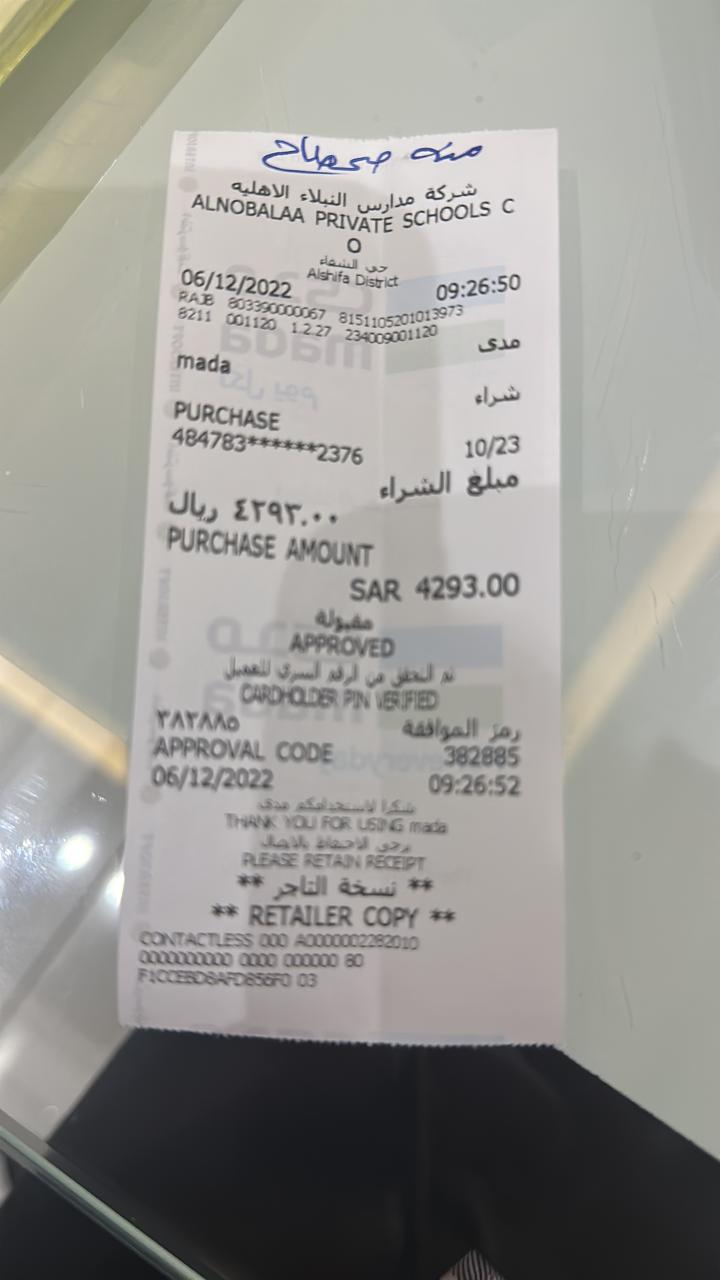 شركة مدارس النبلاء الاهليه
ALNOBALAA PRIVATE SCHOOLS C
O
حي الشفاء
Alshifa District
06/12/2022 09:26:50
RAJB 803390000067 8151105201013973
8211 001120 1.2.27 234009001120
مدى
mada
شراء
PURCHASE
484783******2376 10/23
مبلغ الشراء
٤٢٩٣.٠٠ ريال
PURCHASE AMOUNT
SAR 4293.00
مقبولة
APPROVED
تم التحقق من الرقم السري للعميل
CARDHOLDER PIN VERIFIED
رمز الموافقة ٣٨٢٨٨٥
APPROVAL CODE 382885
06/12/2022 09:26:52
شكرا لاستخدامكم مدى
THANK YOU FOR USING mada
يرجى الاحتفاظ بالايصال
PLEASE RETAIN RECEIPT
** نسخة التاجر **
** RETAILER COPY **
CONTACTLESS 000 A0000002282010
0000000000 0000 000000 80
F1CCEBD8AFD856F0 03